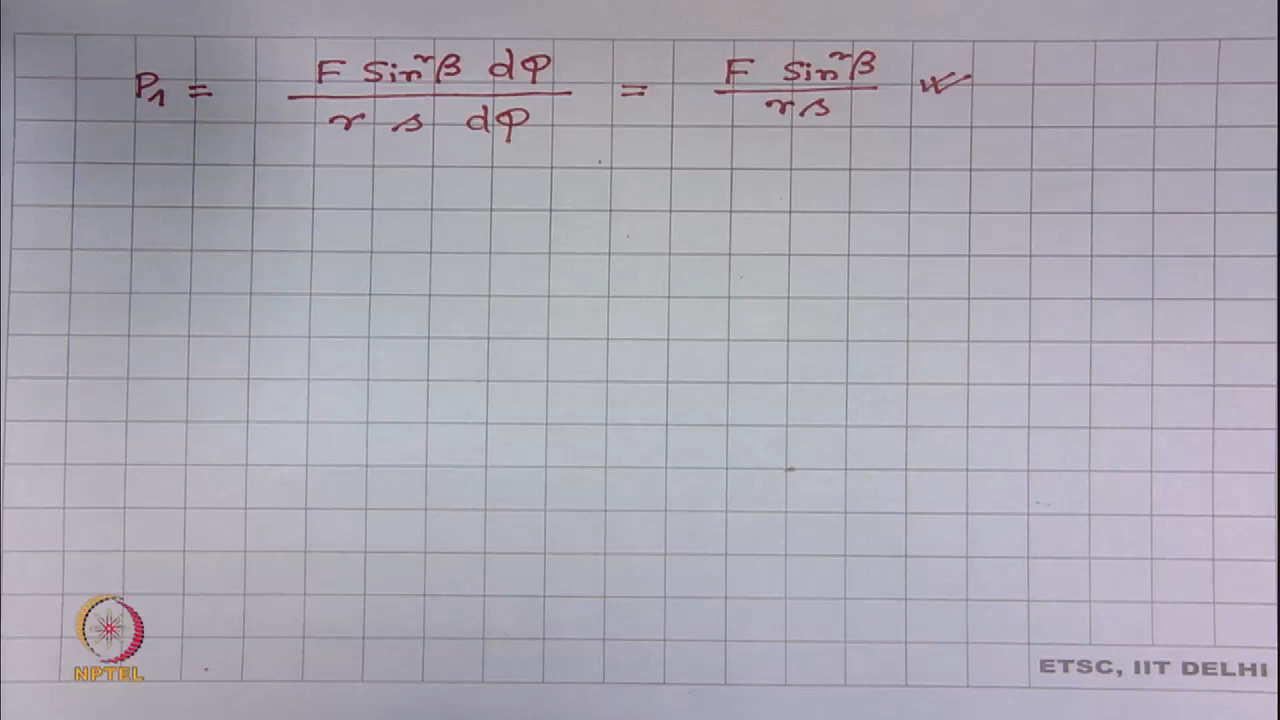 P₁ = F Sin²β dφ / r s dφ = F Sin²β / r s
NPTEL
ETSC, IIT DELHI